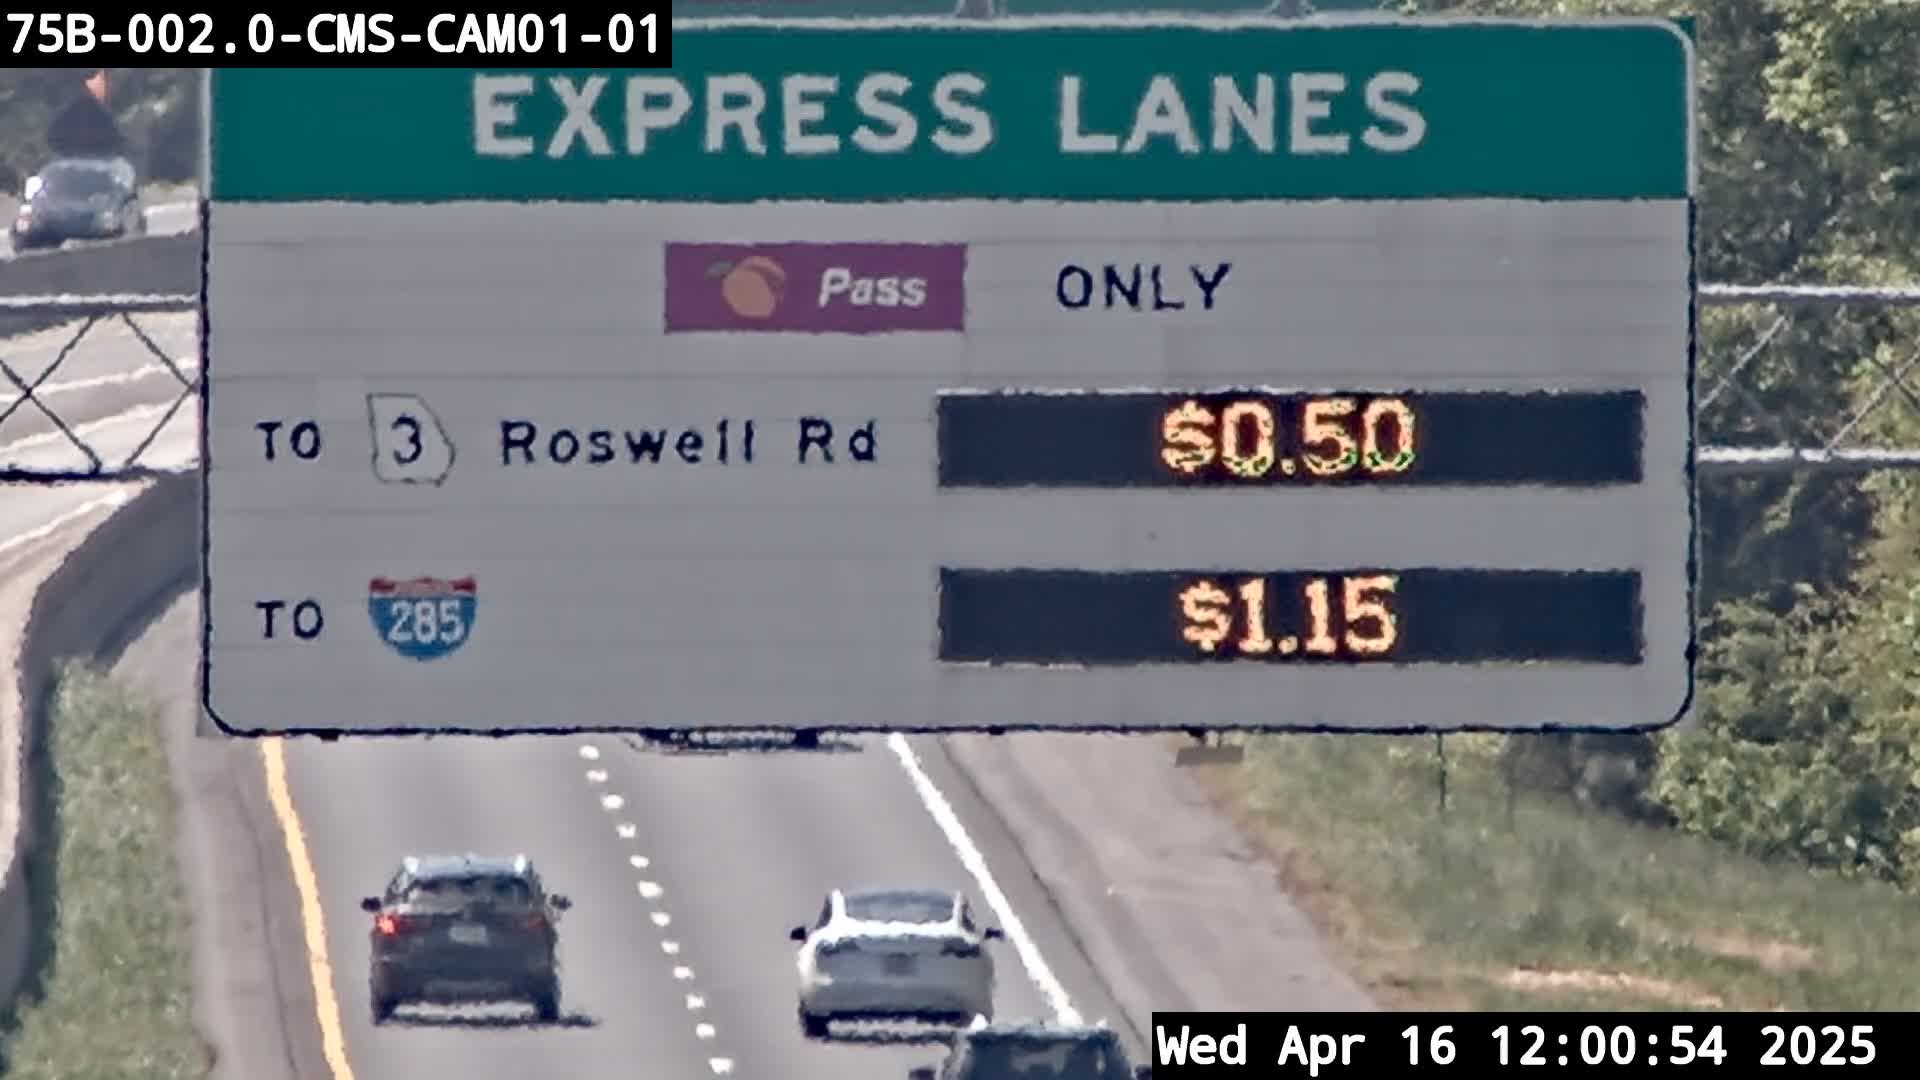 75B-002.0-CMS-CAM01-01
EXPRESS LANES
Pass ONLY
TO 3 Roswell Rd $0.50
TO 285 $1.15
Wed Apr 16 12:00:54 2025